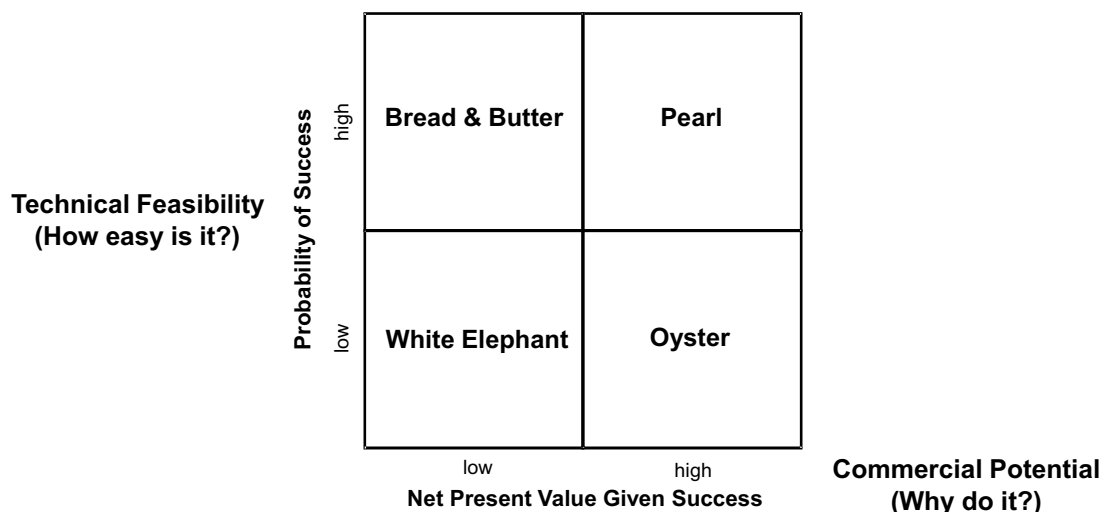 Technical Feasibility
(How easy is it?)
Probability of Success
high
low
Bread & Butter
Pearl
White Elephant
Oyster
low
high
Net Present Value Given Success
Commercial Potential
(Why do it?)